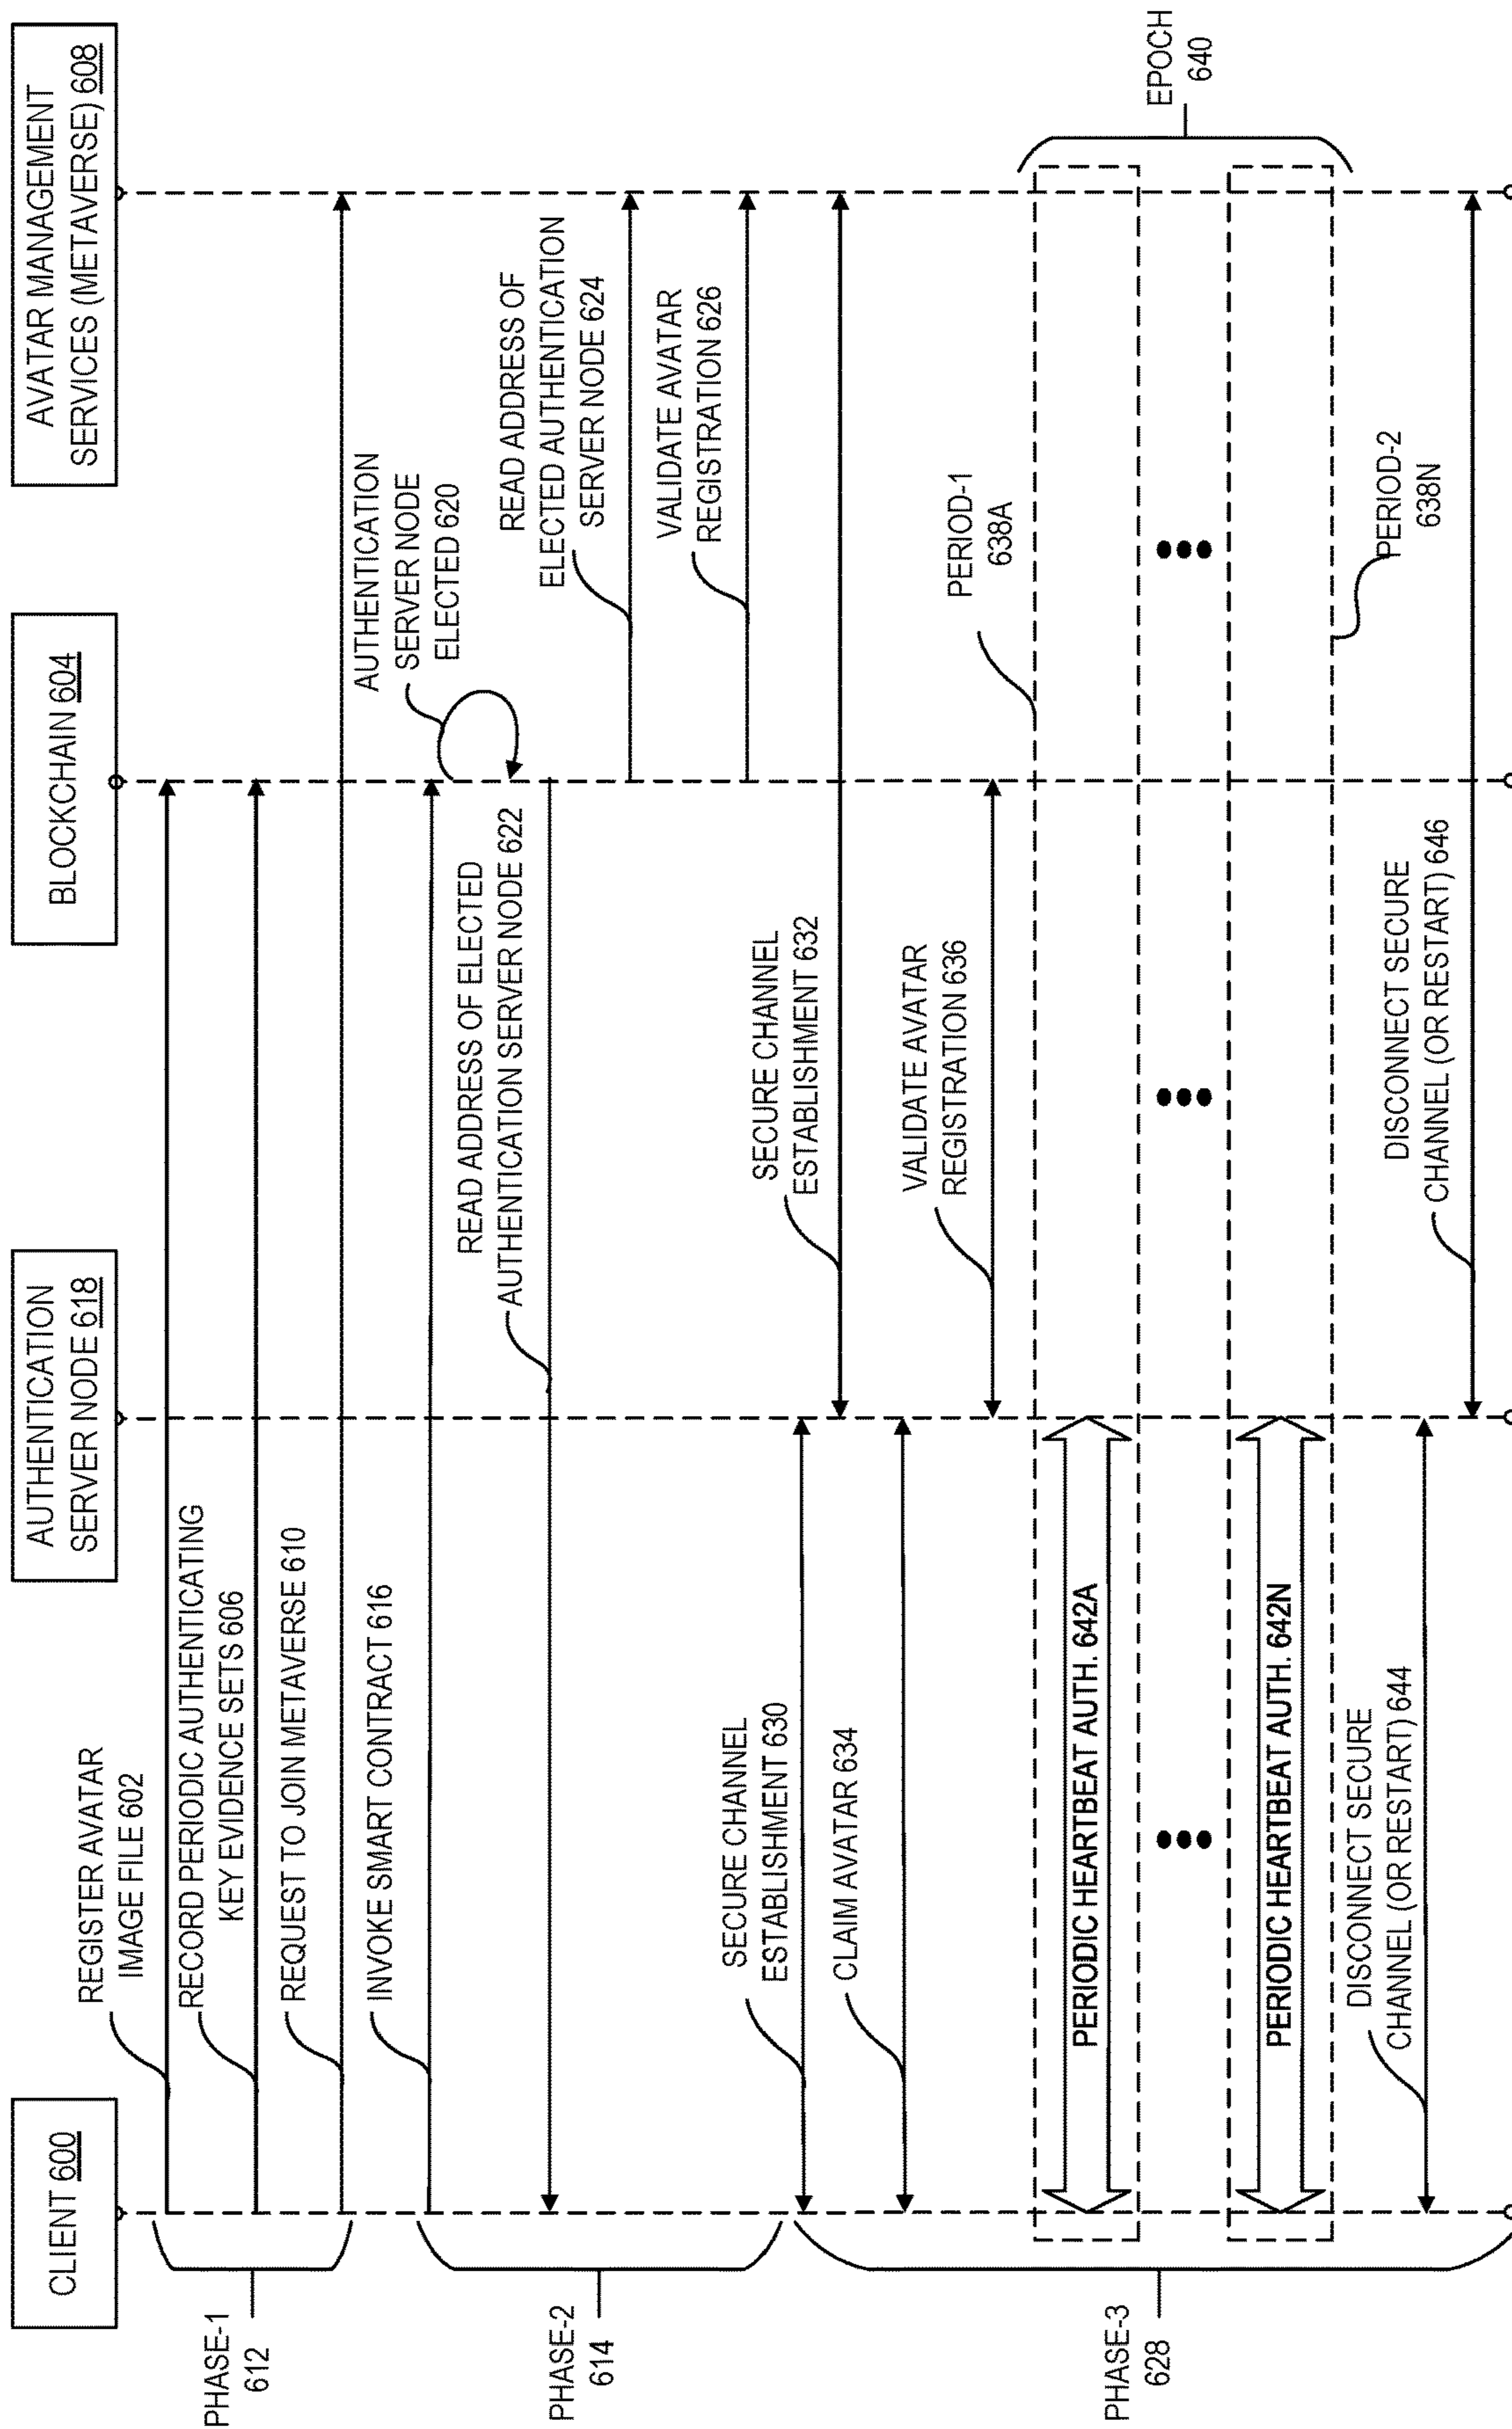 CLIENT 600
AUTHENTICATION
SERVER NODE 618
BLOCKCHAIN 604
AVATAR MANAGEMENT
SERVICES (METAVERSE) 608
PHASE-1
612
REGISTER AVATAR
IMAGE FILE 602
RECORD PERIODIC AUTHENTICATING
KEY EVIDENCE SETS 606
REQUEST TO JOIN METAVERSE 610
PHASE-2
614
INVOKE SMART CONTRACT 616
AUTHENTICATION
SERVER NODE
ELECTED 620
READ ADDRESS OF ELECTED
AUTHENTICATION SERVER NODE 622
READ ADDRESS OF
ELECTED AUTHENTICATION
SERVER NODE 624
VALIDATE AVATAR
REGISTRATION 626
PHASE-3
628
SECURE CHANNEL
ESTABLISHMENT 630
SECURE CHANNEL
ESTABLISHMENT 632
CLAIM AVATAR 634
VALIDATE AVATAR
REGISTRATION 636
PERIOD-1
638A
EPOCH
640
PERIODIC HEARTBEAT AUTH. 642A
PERIODIC HEARTBEAT AUTH. 642N
PERIOD-2
638N
DISCONNECT SECURE
CHANNEL (OR RESTART) 644
DISCONNECT SECURE
CHANNEL (OR RESTART) 646